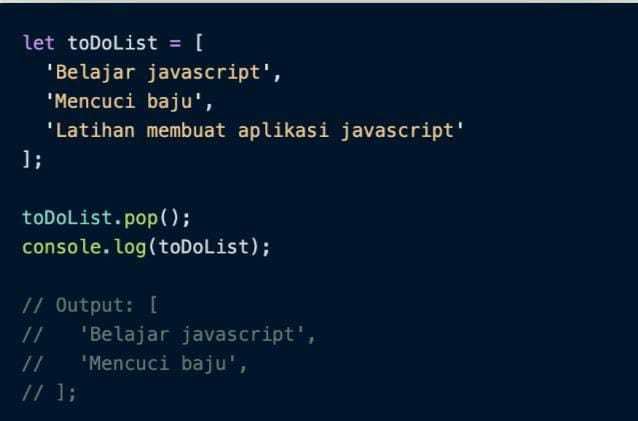 let toDoList = [
  'Belajar javascript',
  'Mencuci baju',
  'Latihan membuat aplikasi javascript'
];

toDoList.pop();
console.log(toDoList);

// Output: [
//   'Belajar javascript',
//   'Mencuci baju',
// ];